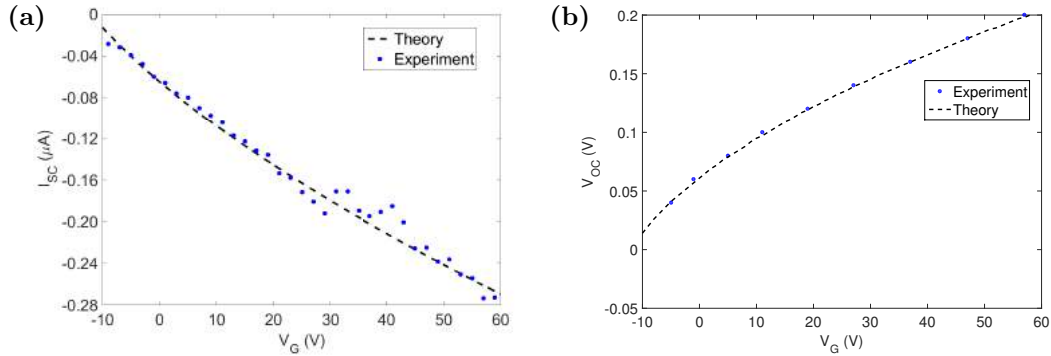 (a)
0
-0.04
-0.08
-0.12
-0.16
-0.20
-0.24
-0.28
I_SC (μA)
Theory
Experiment
-10 0 10 20 30 40 50 60
V_G (V)
(b)
0.2
0.15
0.1
0.05
0
-0.05
V_OC (V)
Experiment
Theory
-10 0 10 20 30 40 50 60
V_G (V)